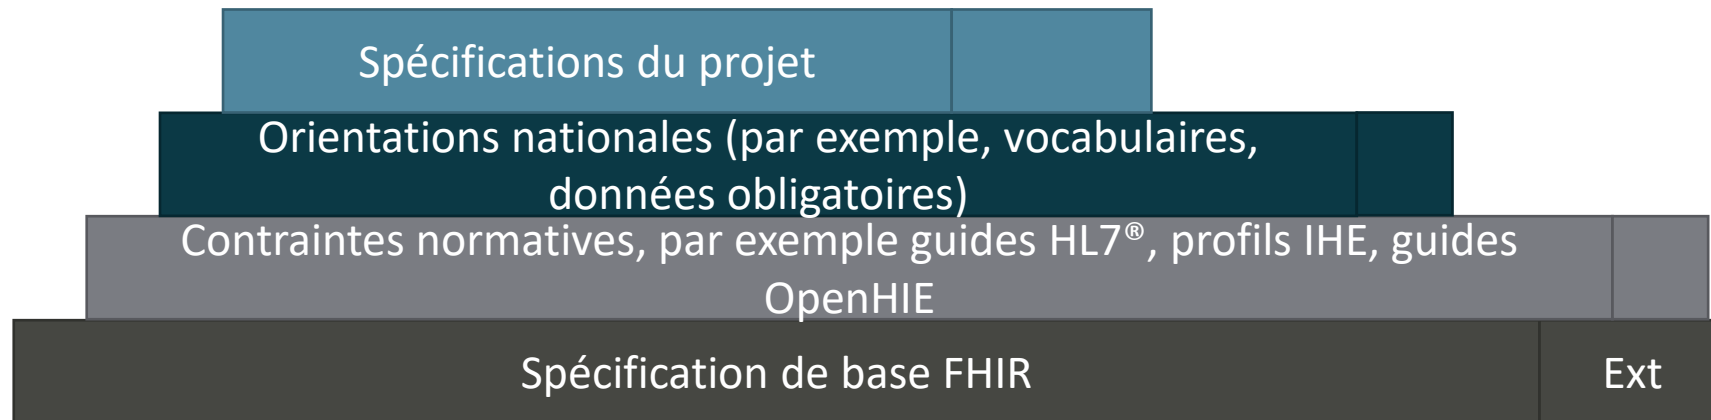 Spécifications du projet
Orientations nationales (par exemple, vocabulaires,
données obligatoires)
Contraintes normatives, par exemple guides HL7®, profils IHE, guides
OpenHIE
Spécification de base FHIR
Ext